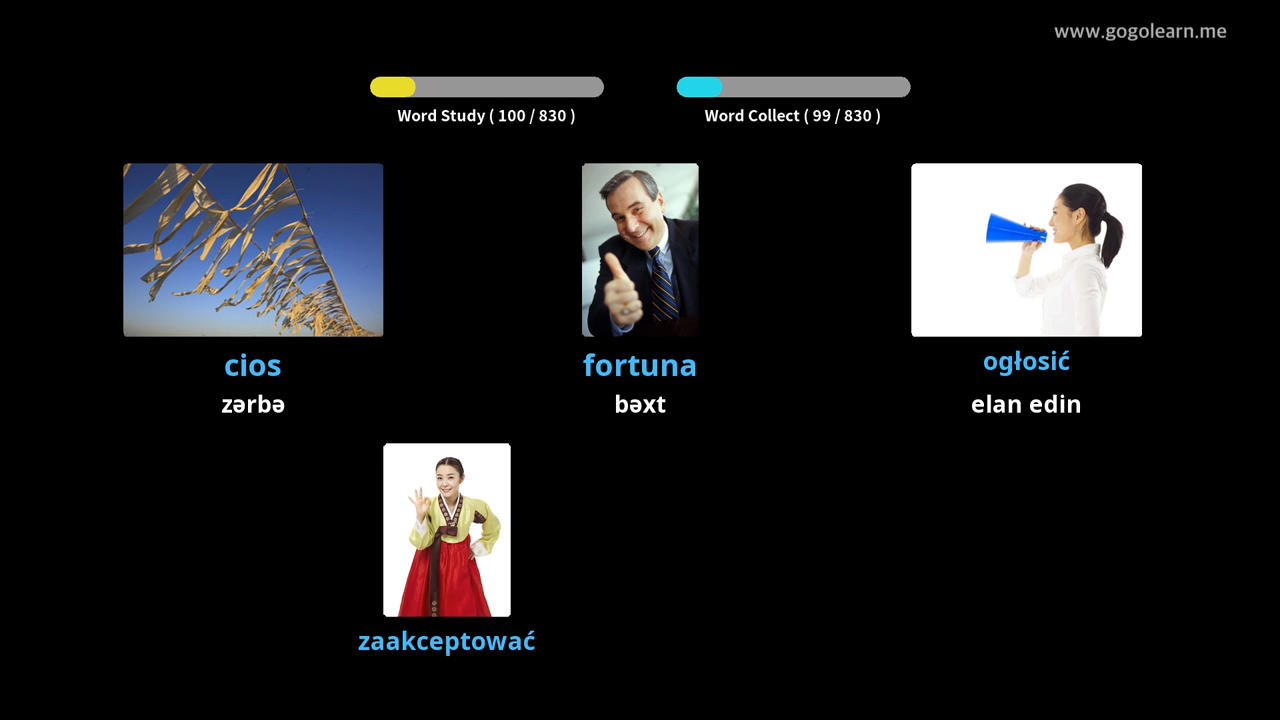 www.gogolearn.me
Word Study ( 100 / 830 )
Word Collect ( 99 / 830 )
cios
fortuna
ogłosić
zərbə
bəxt
elan edin
zaakceptować